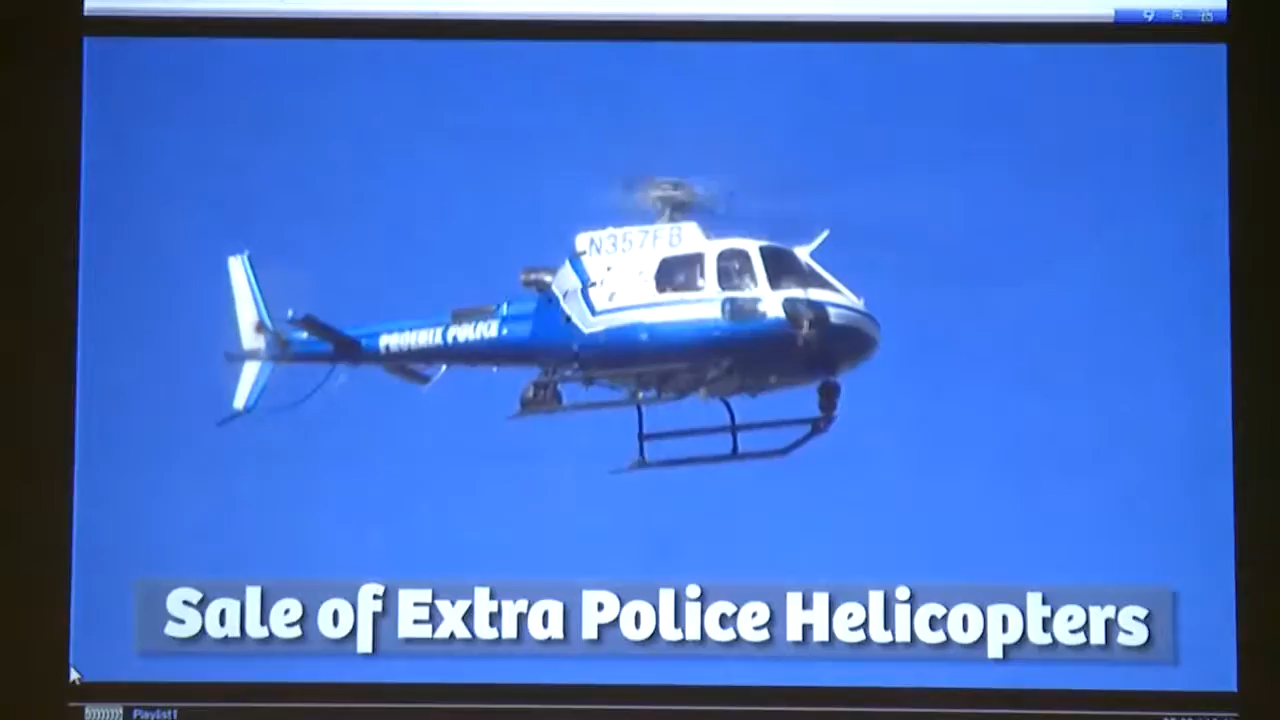 N357FB
PHOENIX POLICE
Sale of Extra Police Helicopters
Playlist1